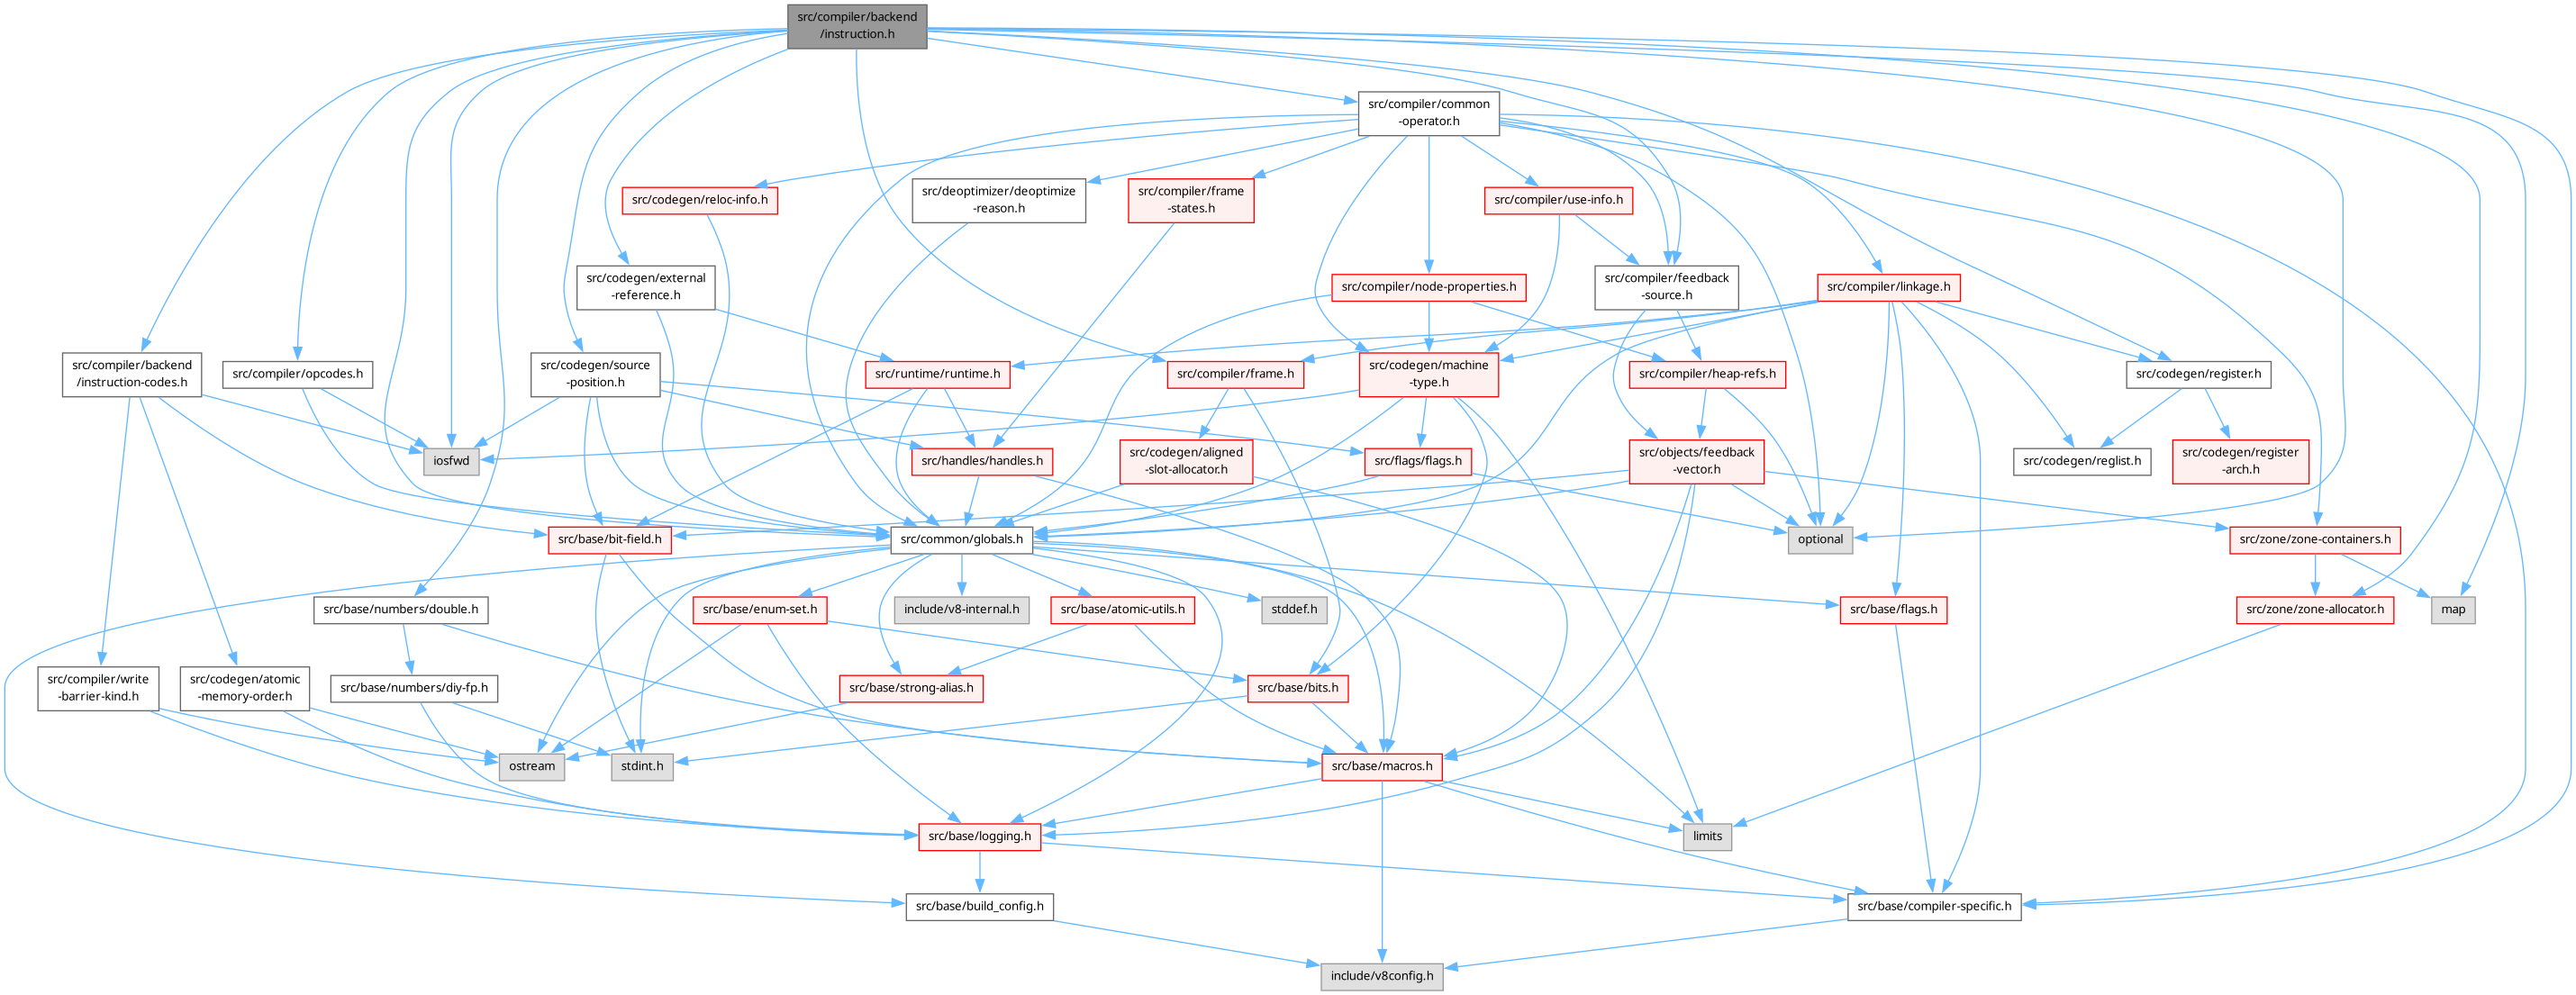 src/compiler/backend
/instruction.h
src/compiler/common
-operator.h
src/codegen/reloc-info.h
src/deoptimizer/deoptimize
-reason.h
src/compiler/frame
-states.h
src/compiler/use-info.h
src/codegen/external
-reference.h
src/compiler/node-properties.h
src/compiler/feedback
-source.h
src/compiler/linkage.h
src/compiler/backend
/instruction-codes.h
src/compiler/opcodes.h
src/codegen/source
-position.h
src/runtime/runtime.h
src/compiler/frame.h
src/codegen/machine
-type.h
src/compiler/heap-refs.h
src/codegen/register.h
iosfwd
src/handles/handles.h
src/codegen/aligned
-slot-allocator.h
src/flags/flags.h
src/objects/feedback
-vector.h
src/codegen/reglist.h
src/codegen/register
-arch.h
src/base/bit-field.h
src/common/globals.h
optional
src/zone/zone-containers.h
src/base/numbers/double.h
src/base/enum-set.h
include/v8-internal.h
src/base/atomic-utils.h
stddef.h
src/base/flags.h
src/zone/zone-allocator.h
map
src/compiler/write
-barrier-kind.h
src/codegen/atomic
-memory-order.h
src/base/numbers/diy-fp.h
src/base/strong-alias.h
src/base/bits.h
ostream
stdint.h
src/base/macros.h
src/base/logging.h
limits
src/base/build_config.h
src/base/compiler-specific.h
include/v8config.h